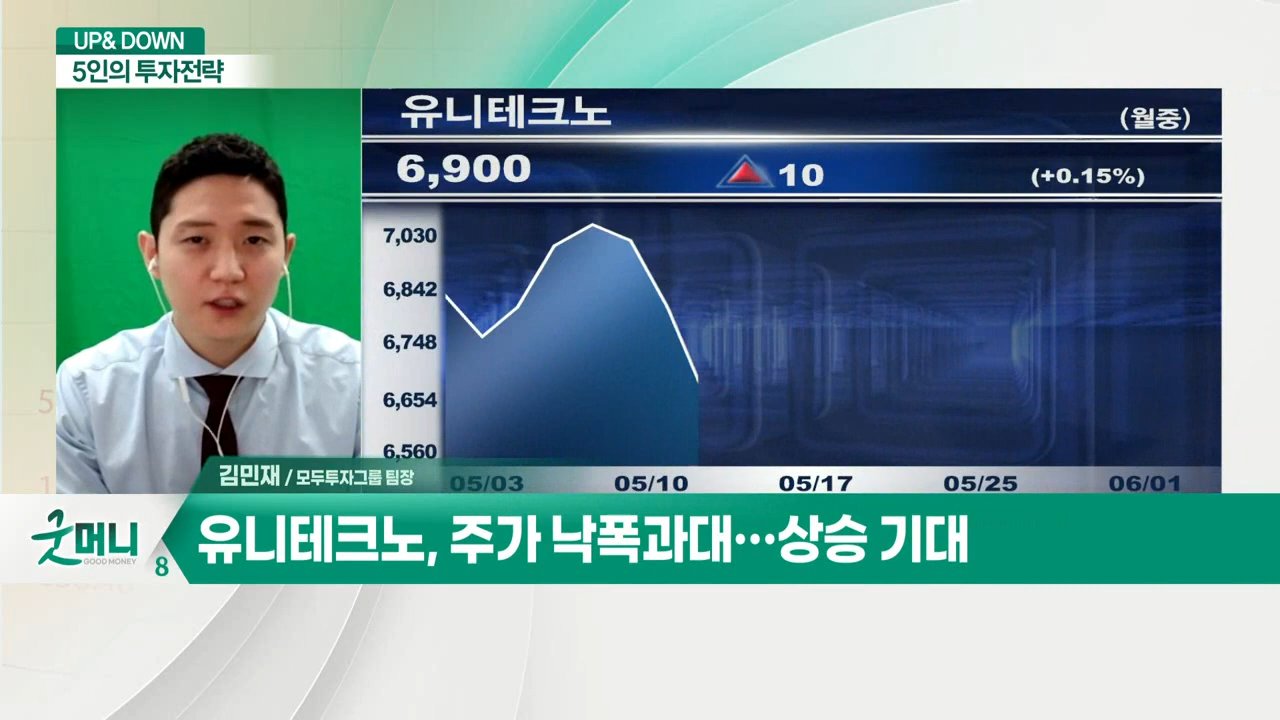 UP& DOWN
5인의 투자전략
유니테크노
(월중)
6,900
10
(+0.15%)
7,030
6,842
6,748
6,654
6,560
05/03
05/10
05/17
05/25
06/01
5
1
김민재 / 모두투자그룹 팀장
굿머니
GOOD MONEY
8
유니테크노, 주가 낙폭과대…상승 기대